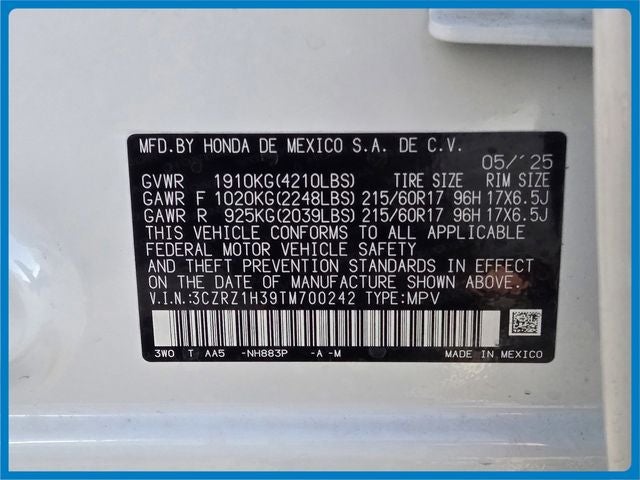 MFD.BY HONDA DE MEXICO S.A. DE C.V.
05/´25
GVWR 1910KG(4210LBS) TIRE SIZE RIM SIZE
GAWR F 1020KG(2248LBS) 215/60R17 96H 17X6.5J
GAWR R 925KG(2039LBS) 215/60R17 96H 17X6.5J
THIS VEHICLE CONFORMS TO ALL APPLICABLE
FEDERAL MOTOR VEHICLE SAFETY
AND THEFT PREVENTION STANDARDS IN EFFECT
ON THE DATE OF MANUFACTURE SHOWN ABOVE.
V.I.N.:3CZRZ1H39TM700242 TYPE:MPV
3W0 T AA5 -NH883P -A-M MADE IN MEXICO